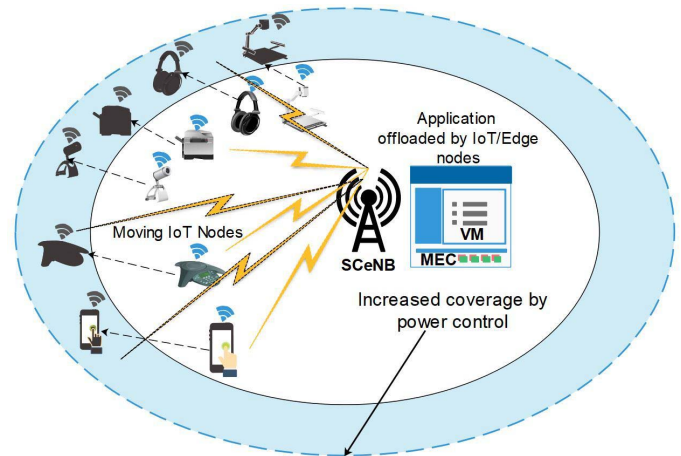 Application
offloaded by IoT/Edge
nodes
VM
MEC
Moving IoT Nodes
SCeNB
Increased coverage by
power control